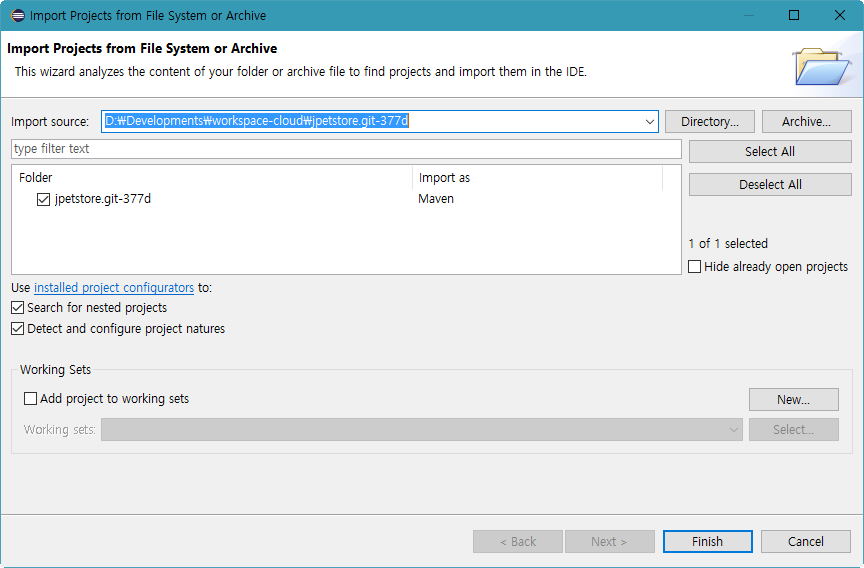 Import Projects from File System or Archive
Import Projects from File System or Archive
This wizard analyzes the content of your folder or archive file to find projects and import them in the IDE.
Import source: D:₩Developments₩workspace-cloud₩jpetstore.git-377d Directory... Archive...
type filter text Select All
Folder Import as Deselect All
jpetstore.git-377d Maven
1 of 1 selected
Hide already open projects
Use installed project configurators to:
Search for nested projects
Detect and configure project natures
Working Sets
Add project to working sets New...
Working sets: Select...
< Back Next > Finish Cancel